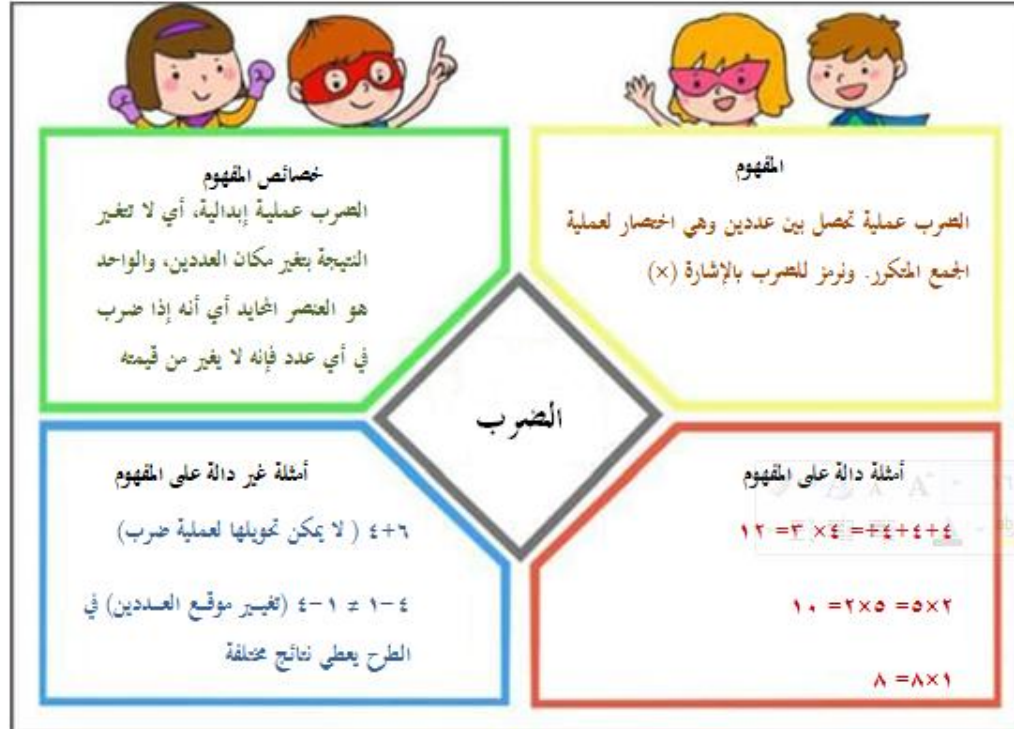 المفهوم
الضرب عملية تحصل بين عددين وهي اختصار لعملية
الجمع المتكرر. ونرمز للضرب بالإشارة (×)
خصائص المفهوم
الضرب عملية إبدالية، أي لا تتغير
النتيجة بتغير مكان العددين، والواحد
هو العنصر المحايد أي أنه إذا ضرب
في أي عدد فإنه لا يغير من قيمته
الضرب
أمثلة دالة على المفهوم
٤+٤+٤+= ٤× ٣= ١٢
٢×٥= ٥×٢= ١٠
١×٨= ٨
أمثلة غير دالة على المفهوم
٦+٤ ( لا يمكن تحويلها لعملية ضرب)
٤-١ ≠ ١-٤ (تغيير موقع العددين) في
الطرح يعطي نتائج مختلفة